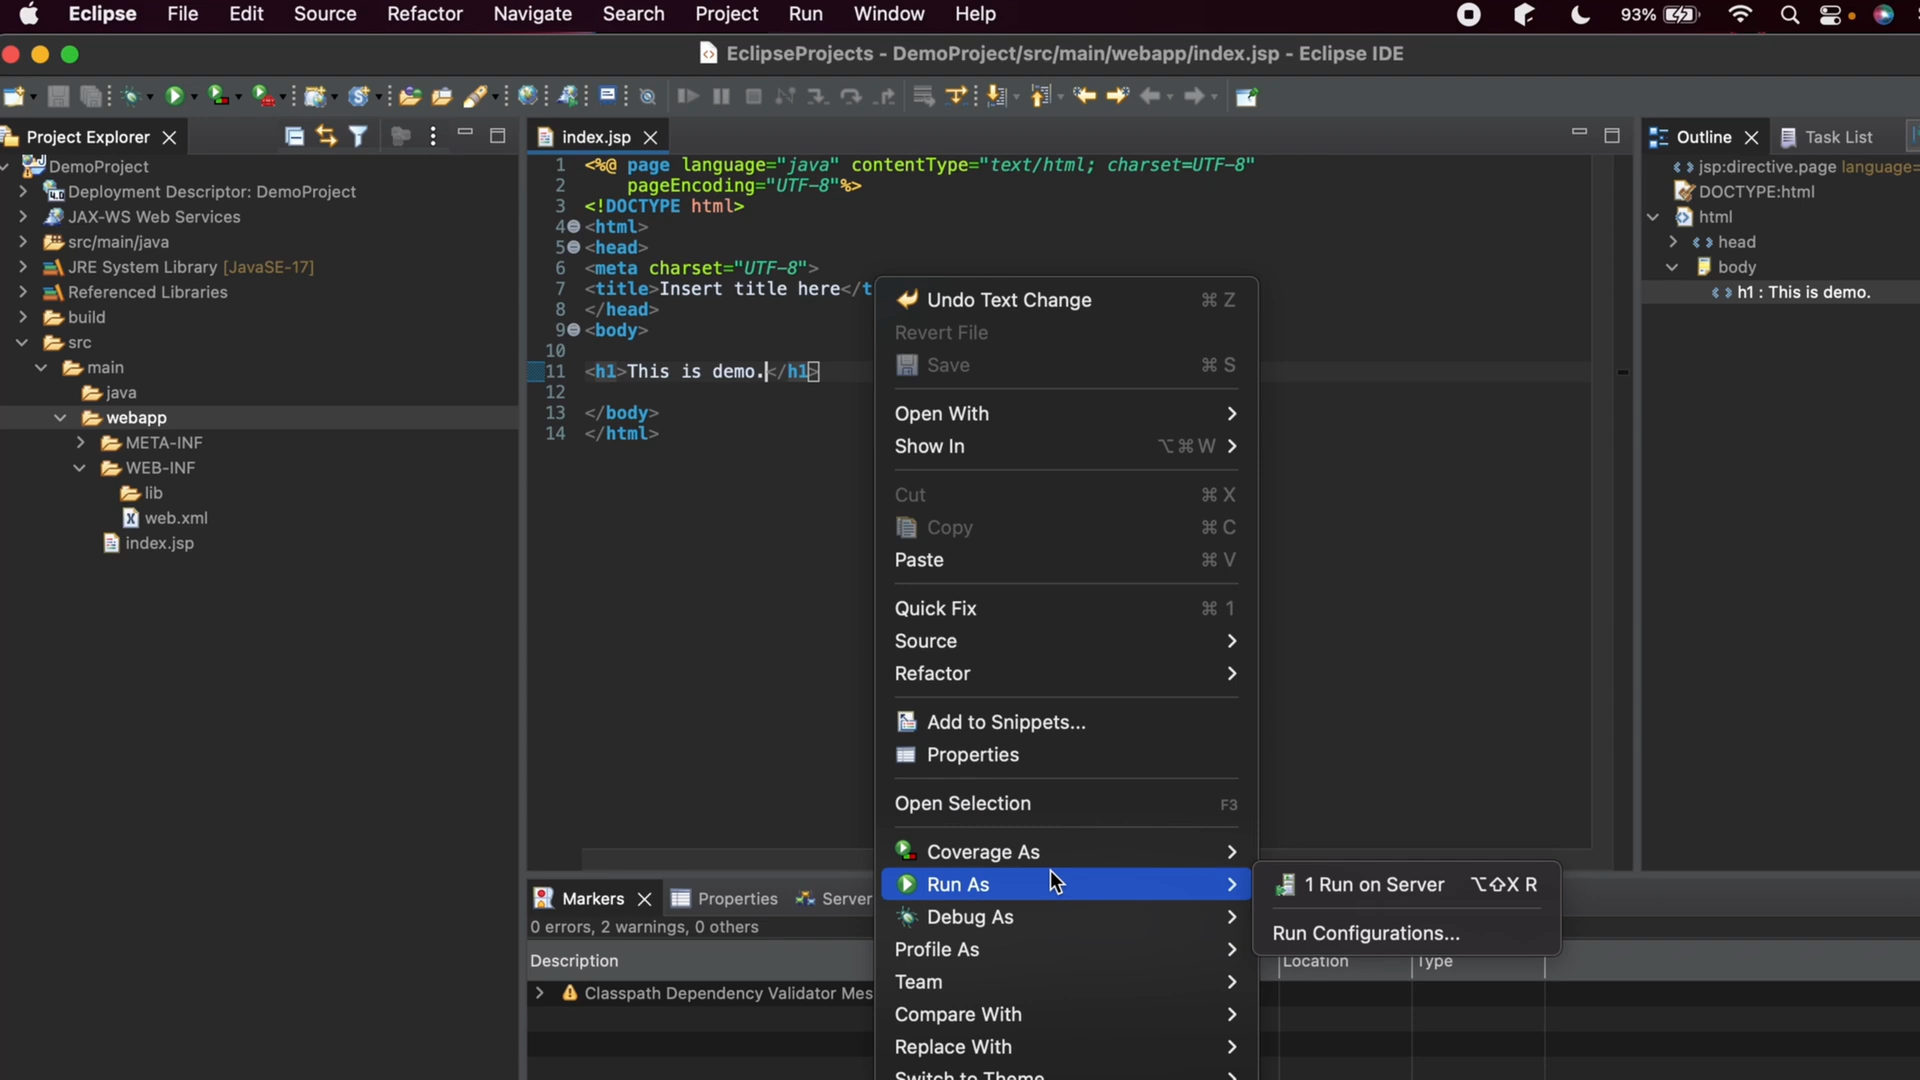 Eclipse File Edit Source Refactor Navigate Search Project Run Window Help 93%
EclipseProjects - DemoProject/src/main/webapp/index.jsp - Eclipse IDE
Project Explorer
DemoProject
Deployment Descriptor: DemoProject
JAX-WS Web Services
src/main/java
JRE System Library [JavaSE-17]
Referenced Libraries
build
src
main
java
webapp
META-INF
WEB-INF
lib
web.xml
index.jsp
index.jsp
1 <%@ page language="java" contentType="text/html; charset=UTF-8"
2 pageEncoding="UTF-8"%>
3 <!DOCTYPE html>
4 <html>
5 <head>
6 <meta charset="UTF-8">
7 <title>Insert title here</t
8 </head>
9 <body>
10
11 <h1>This is demo.</h1>
12
13 </body>
14 </html>
Undo Text Change ⌘ Z
Revert File
Save ⌘ S
Open With
Show In ⌥⌘W
Cut ⌘ X
Copy ⌘ C
Paste ⌘ V
Quick Fix ⌘ 1
Source
Refactor
Add to Snippets...
Properties
Open Selection F3
Coverage As
Run As
Debug As
Profile As
Team
Compare With
Replace With
Switch to Theme
1 Run on Server ⌥⇧X R
Run Configurations...
Outline Task List
jsp:directive.page language=
DOCTYPE:html
html
head
body
h1 : This is demo.
Markers Properties Server
0 errors, 2 warnings, 0 others
Description Location Type
Classpath Dependency Validator Mes